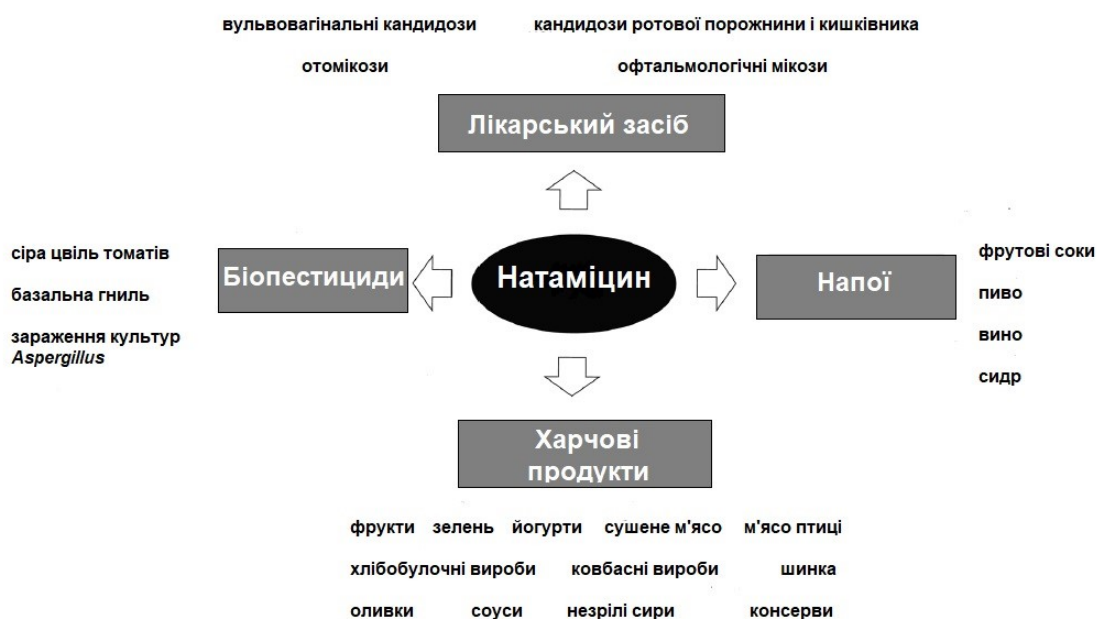 вульвовагінальні кандидози кандидози ротової порожнини і кишківника
отомікози офтальмологічні мікози
Лікарський засіб
сіра цвіль томатів
базальна гниль
зараження культур
Aspergillus
Біопестициди
Натаміцин
Напої
фрутові соки
пиво
вино
сидр
Харчові
продукти
фрукти зелень йогурти сушене м'ясо м'ясо птиці
хлібобулочні вироби ковбасні вироби шинка
оливки соуси незрілі сири консерви